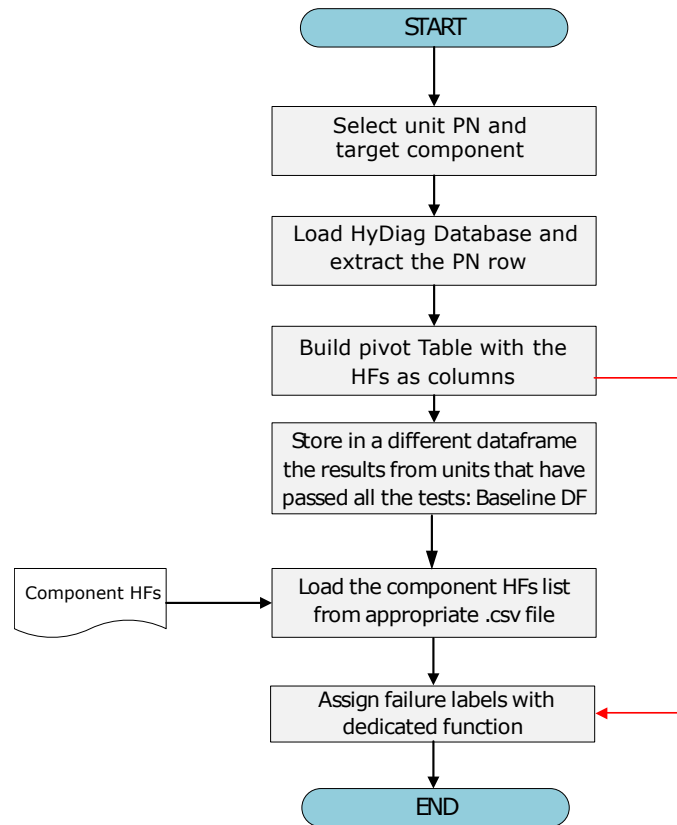 START
Select unit PN and
target component
Load HyDiag Database and
extract the PN row
Build pivot Table with the
HFs as columns
Store in a different dataframe
the results from units that have
passed all the tests: Baseline DF
Component HFs
Load the component HFs list
from appropriate .csv file
Assign failure labels with
dedicated function
END